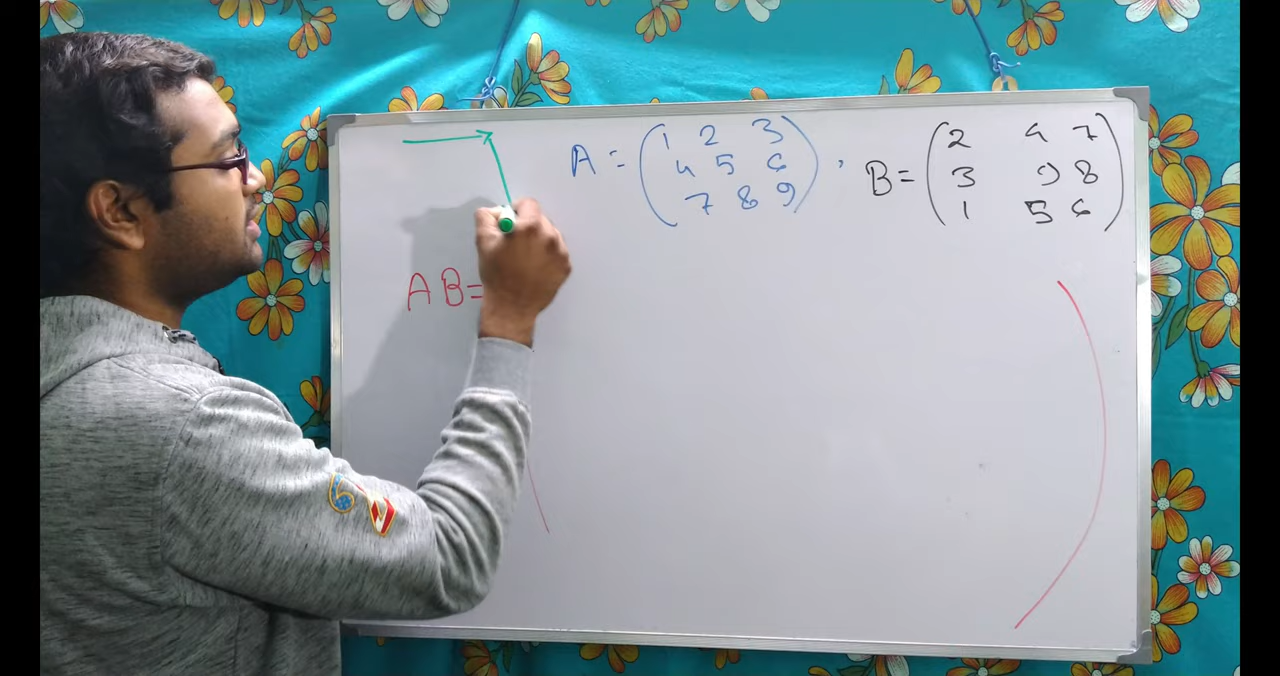 A = (1 2 3
4 5 6
7 8 9) , B = (2 4 7
3 9 8
1 5 6)
AB =